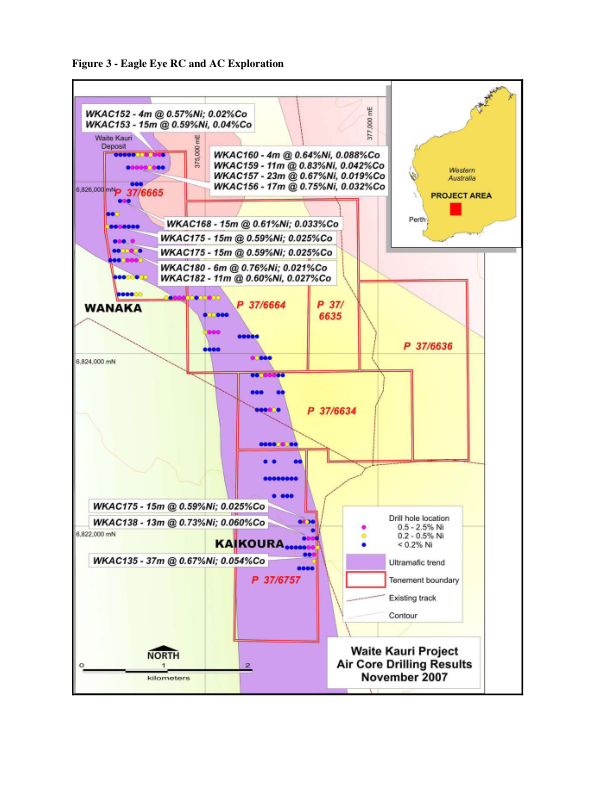 Figure 3 - Eagle Eye RC and AC Exploration
WKAC152 - 4m @ 0.57%Ni; 0.02%Co
WKAC153 - 15m @ 0.59%Ni; 0.04%Co
Waite Kauri
Deposit
375,000 mE
377,000 mE
WKAC160 - 4m @ 0.64%Ni, 0.088%Co
WKAC159 - 11m @ 0.83%Ni, 0.042%Co
WKAC157 - 23m @ 0.67%Ni, 0.019%Co
WKAC156 - 17m @ 0.75%Ni, 0.032%Co
Western
Australia
PROJECT AREA
Perth
6,826,000 mN
P 37/6665
WKAC168 - 15m @ 0.61%Ni; 0.033%Co
WKAC175 - 15m @ 0.59%Ni; 0.025%Co
WKAC175 - 15m @ 0.59%Ni; 0.025%Co
WKAC180 - 6m @ 0.76%Ni; 0.021%Co
WKAC182 - 11m @ 0.60%Ni, 0.027%Co
WANAKA
P 37/6664
P 37/
6635
P 37/6636
6,824,000 mN
P 37/6634
WKAC175 - 15m @ 0.59%Ni; 0.025%Co
WKAC138 - 13m @ 0.73%Ni; 0.060%Co
6,822,000 mN
KAIKOURA
WKAC135 - 37m @ 0.67%Ni; 0.054%Co
P 37/6757
Drill hole location
0.5 - 2.5% Ni
0.2 - 0.5% Ni
< 0.2% Ni
Ultramafic trend
Tenement boundary
Existing track
Contour
NORTH
0 1 2
kilometers
Waite Kauri Project
Air Core Drilling Results
November 2007